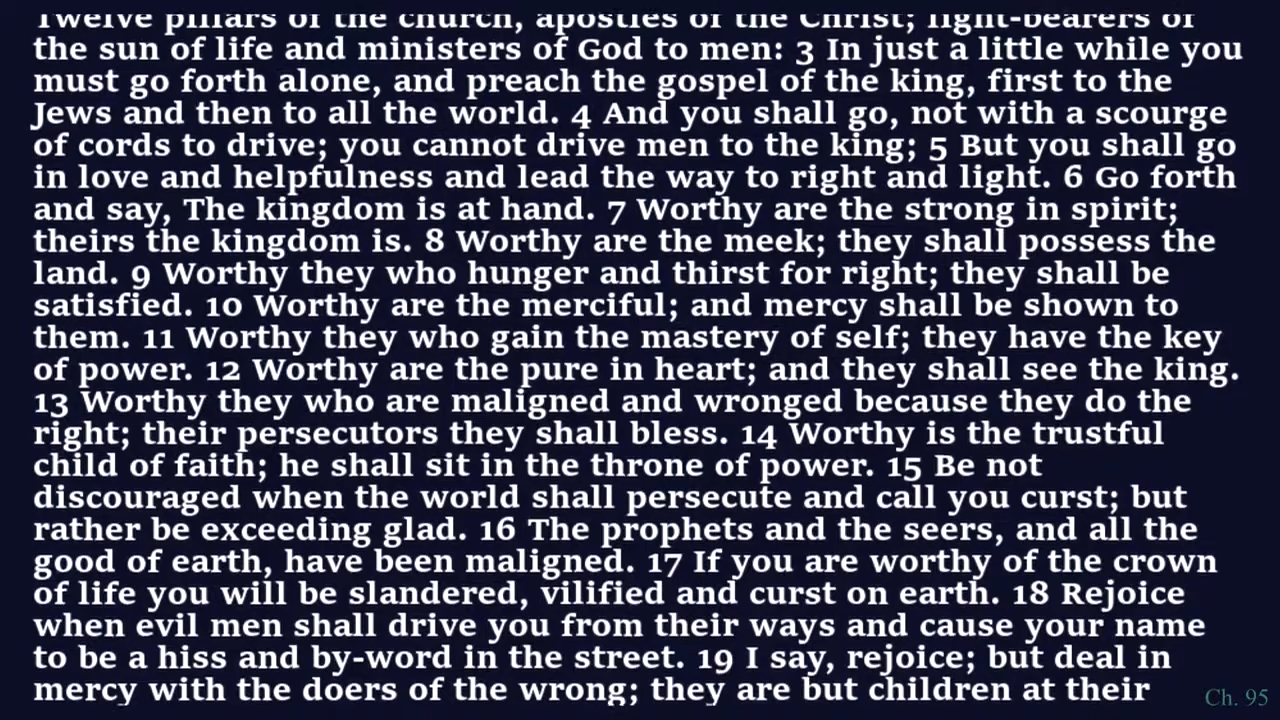 Twelve pillars of the church, apostles of the Christ; light-bearers of
the sun of life and ministers of God to men: 3 In just a little while you
must go forth alone, and preach the gospel of the king, first to the
Jews and then to all the world. 4 And you shall go, not with a scourge
of cords to drive; you cannot drive men to the king; 5 But you shall go
in love and helpfulness and lead the way to right and light. 6 Go forth
and say, The kingdom is at hand. 7 Worthy are the strong in spirit;
theirs the kingdom is. 8 Worthy are the meek; they shall possess the
land. 9 Worthy they who hunger and thirst for right; they shall be
satisfied. 10 Worthy are the merciful; and mercy shall be shown to
them. 11 Worthy they who gain the mastery of self; they have the key
of power. 12 Worthy are the pure in heart; and they shall see the king.
13 Worthy they who are maligned and wronged because they do the
right; their persecutors they shall bless. 14 Worthy is the trustful
child of faith; he shall sit in the throne of power. 15 Be not
discouraged when the world shall persecute and call you curst; but
rather be exceeding glad. 16 The prophets and the seers, and all the
good of earth, have been maligned. 17 If you are worthy of the crown
of life you will be slandered, vilified and curst on earth. 18 Rejoice
when evil men shall drive you from their ways and cause your name
to be a hiss and by-word in the street. 19 I say, rejoice; but deal in
mercy with the doers of the wrong; they are but children at their
Ch. 95